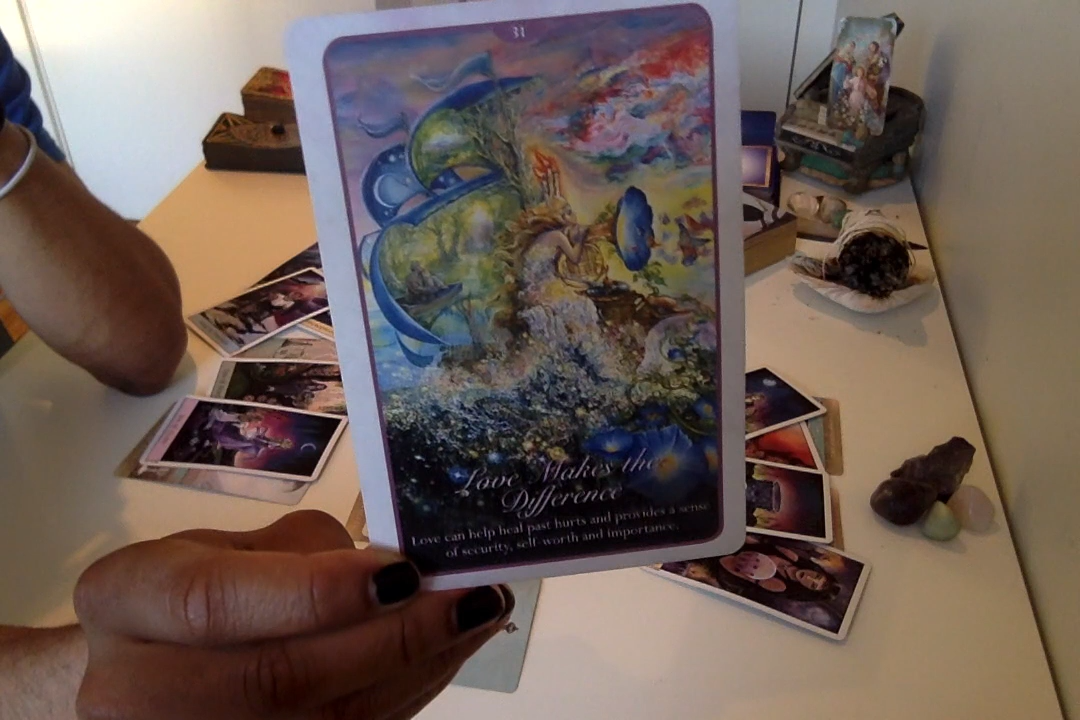 31
Love Makes the
Difference
Love can help heal past hurts and provides a sense
of security, self-worth and importance.